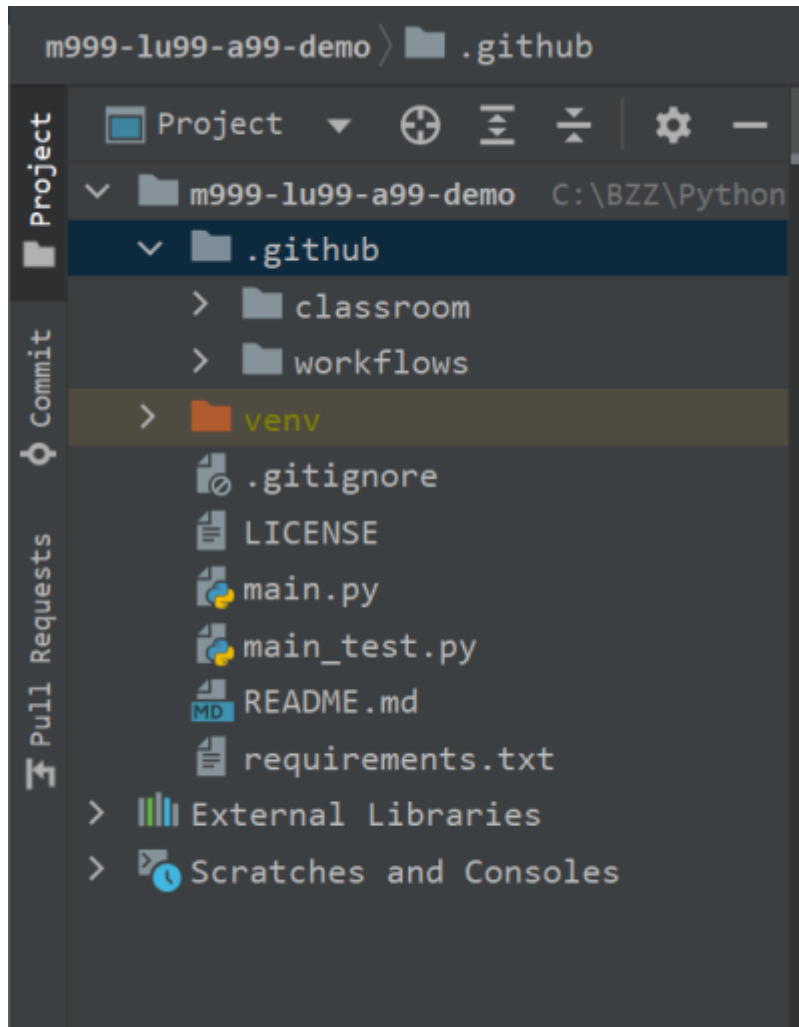 m999-lu99-a99-demo .github
Project
Project
m999-lu99-a99-demo C:\BZZ\Python
.github
classroom
workflows
venv
.gitignore
LICENSE
main.py
main_test.py
MD README.md
requirements.txt
External Libraries
Scratches and Consoles
Commit
Pull Requests